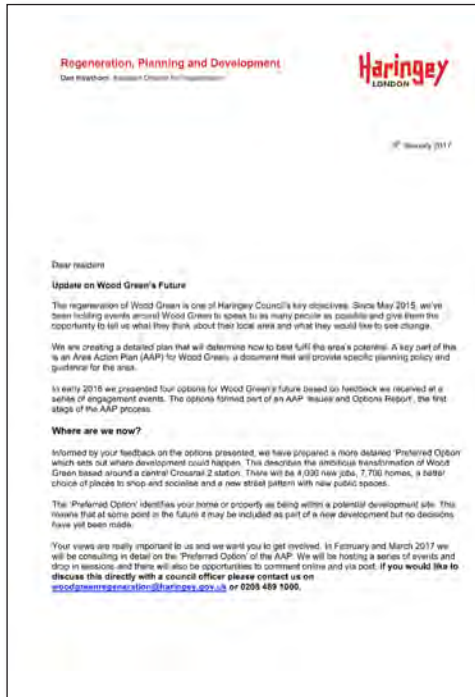 Regeneration, Planning and Development
Dan Hawthorn Assistant Director for Regeneration
Haringey
LONDON
January 2017
Dear resident
Update on Wood Green's Future
The regeneration of Wood Green is one of Haringey Council's key objectives. Since May 2015, we've
been holding events around Wood Green to speak to as many people as possible and give them the
opportunity to tell us what they think about their local area and what they would like to see change.
We are creating a detailed plan that will determine how to best fulfil the area's potential. A key part of this
is an Area Action Plan (AAP) for Wood Green, a document that will provide specific planning policy and
guidance for the area.
In early 2016 we presented four options for Wood Green's future based on feedback we received at a
series of engagement events. The options formed part of an AAP 'Issues and Options Report', the first
stage of the AAP process.
Where are we now?
Informed by your feedback on the options presented, we have prepared a more detailed 'Preferred Option'
which sets out where development could happen. This describes the ambitious transformation of Wood
Green based around a central Crossrail 2 station. There will be 4,000 new jobs, 7,700 homes, a better
choice of places to shop and socialise and a new street pattern with new public spaces.
The 'Preferred Option' identifies your home or property as being within a potential development site. This
means that at some point in the future it may be included as part of a new development but no decisions
have yet been made.
Your views are really important to us and we want you to get involved. In February and March 2017 we
will be consulting in detail on the 'Preferred Option' of the AAP. We will be hosting a series of events and
drop in sessions and there will also be opportunities to comment online and via post. If you would like to
discuss this directly with a council officer please contact us on
woodgreenregeneration@haringey.gov.uk or 0208 489 1000.